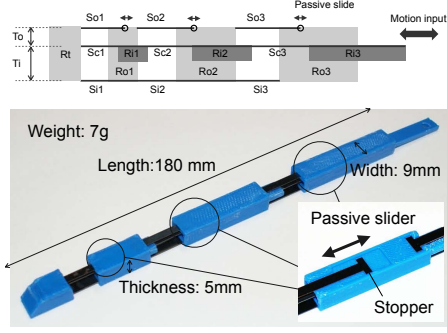 So1 So2 So3 Passive slide
Motion input
To
Sc1 Ri1 Sc2 Ri2 Sc3 Ri3
Ti Rt
Ro1 Ro2 Ro3
Si1 Si2 Si3
Weight: 7g
Length:180 mm
Width: 9mm
Passive slider
Thickness: 5mm
Stopper